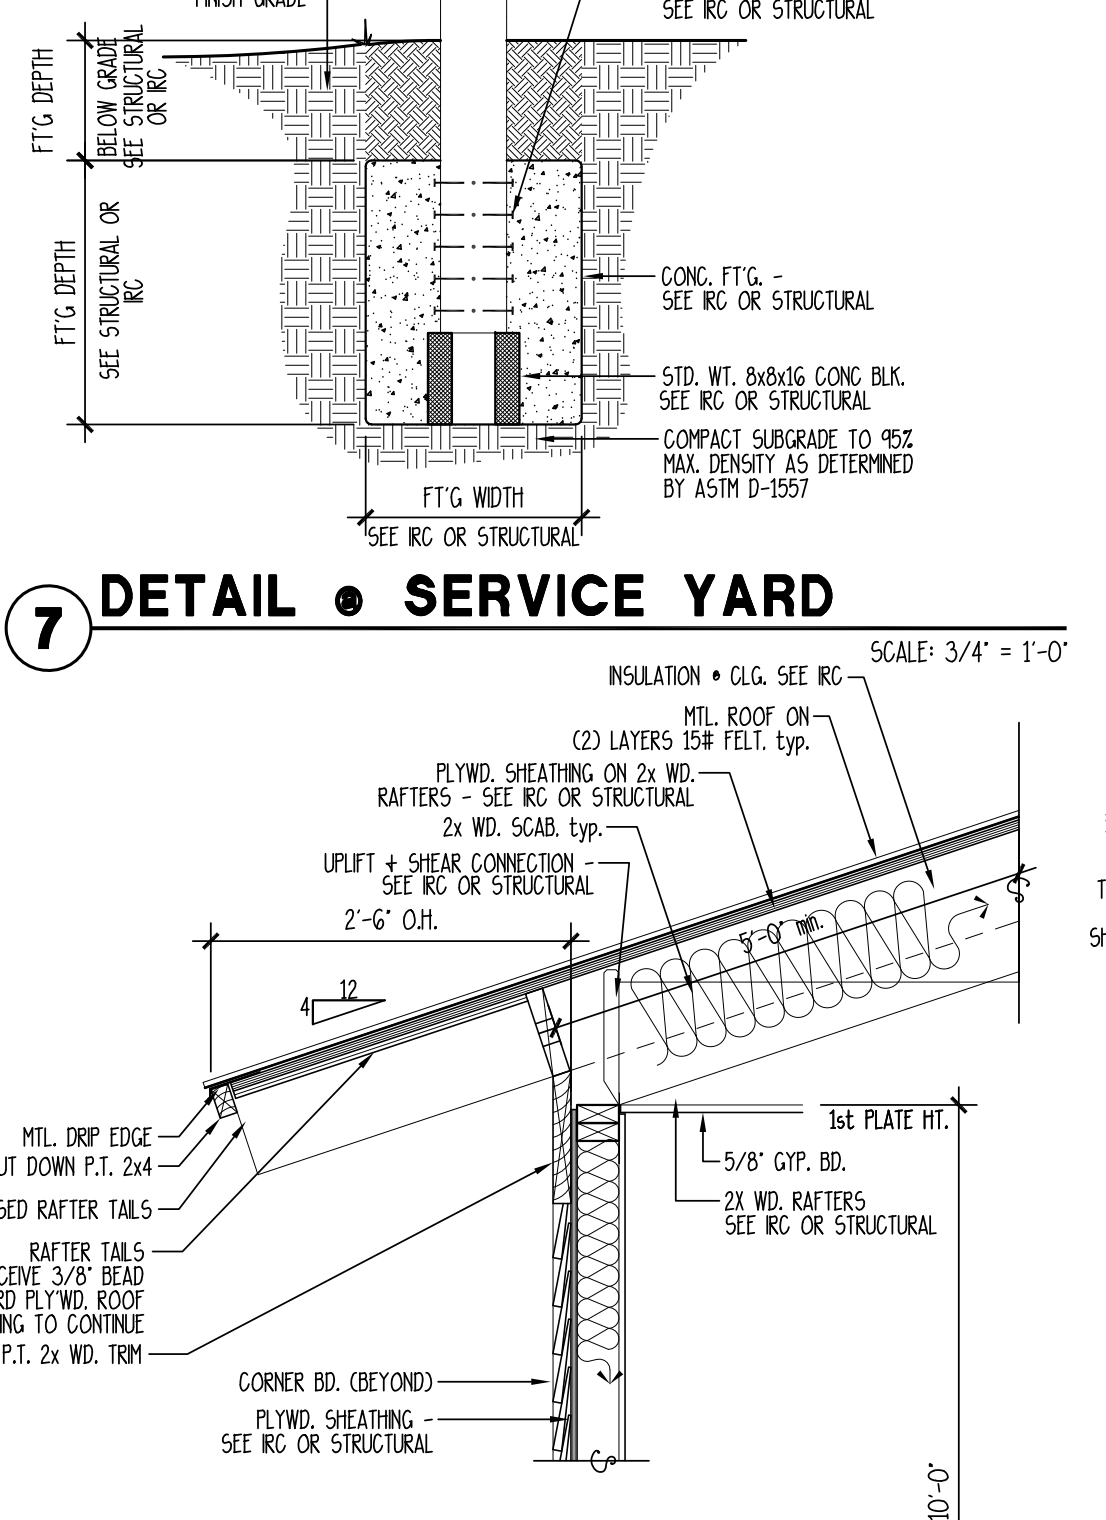 FINISH GRADE
SEE IRC OR STRUCTURAL
FT'G DEPTH
BELOW GRADE
SEE STRUCTURAL
OR IRC
FT'G DEPTH
SEE STRUCTURAL OR
IRC
CONC. FT'G. -
SEE IRC OR STRUCTURAL
STD. WT. 8x8x16 CONC BLK.
SEE IRC OR STRUCTURAL
COMPACT SUBGRADE TO 95%
MAX. DENSITY AS DETERMINED
BY ASTM D-1557
FT'G WIDTH
SEE IRC OR STRUCTURAL
7
DETAIL @ SERVICE YARD
SCALE: 3/4" = 1'-0"
INSULATION @ CLG. SEE IRC
MTL. ROOF ON
(2) LAYERS 15# FELT, typ.
PLYWD. SHEATHING ON 2x WD.
RAFTERS - SEE IRC OR STRUCTURAL
2x WD. SCAB, typ.
UPLIFT + SHEAR CONNECTION -
SEE IRC OR STRUCTURAL
2'-6" O.H.
5'-0" min.
12
4
MTL. DRIP EDGE
UT DOWN P.T. 2x4
SED RAFTER TAILS
RAFTER TAILS
CEIVE 3/8" BEAD
RD PLY'WD. ROOF
ING TO CONTINUE
P.T. 2x WD. TRIM
1st PLATE HT.
5/8" GYP. BD.
2X WD. RAFTERS
SEE IRC OR STRUCTURAL
CORNER BD. (BEYOND)
PLYWD. SHEATHING -
SEE IRC OR STRUCTURAL
10'-0"
T
SH